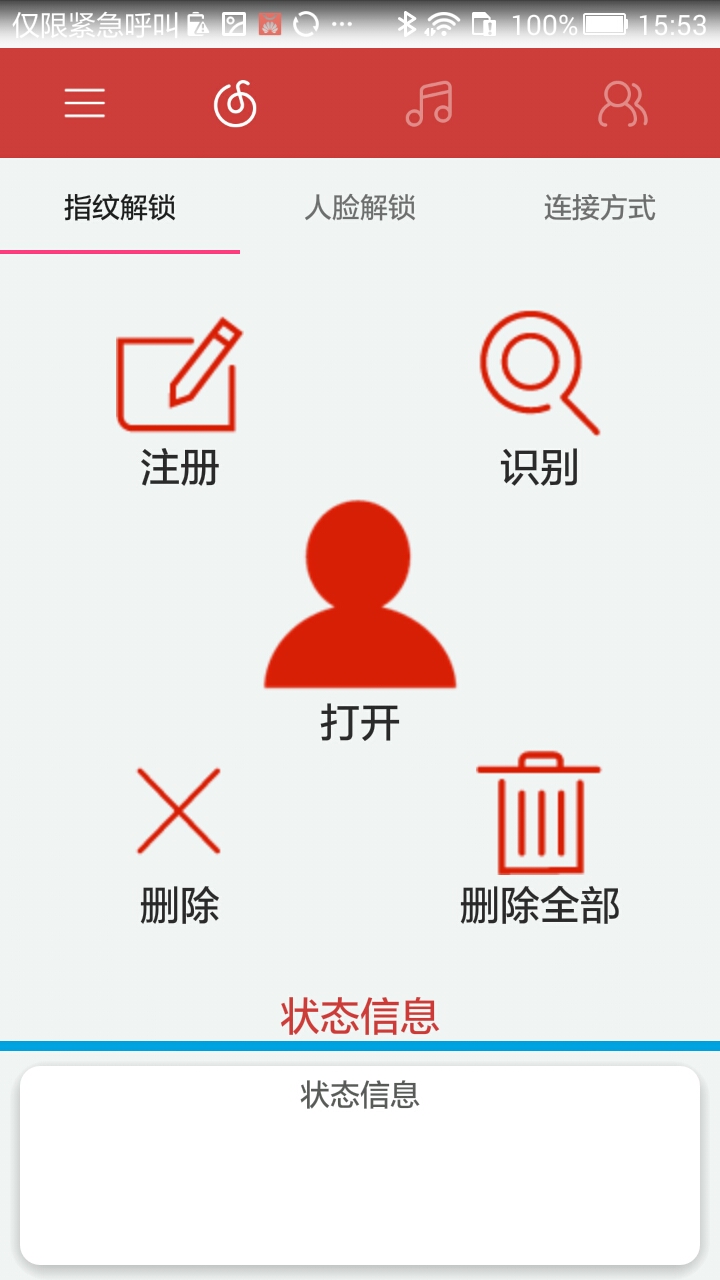 仅限紧急呼叫 100% 15:53
指纹解锁 人脸解锁 连接方式
注册 识别
打开
删除 删除全部
状态信息
状态信息